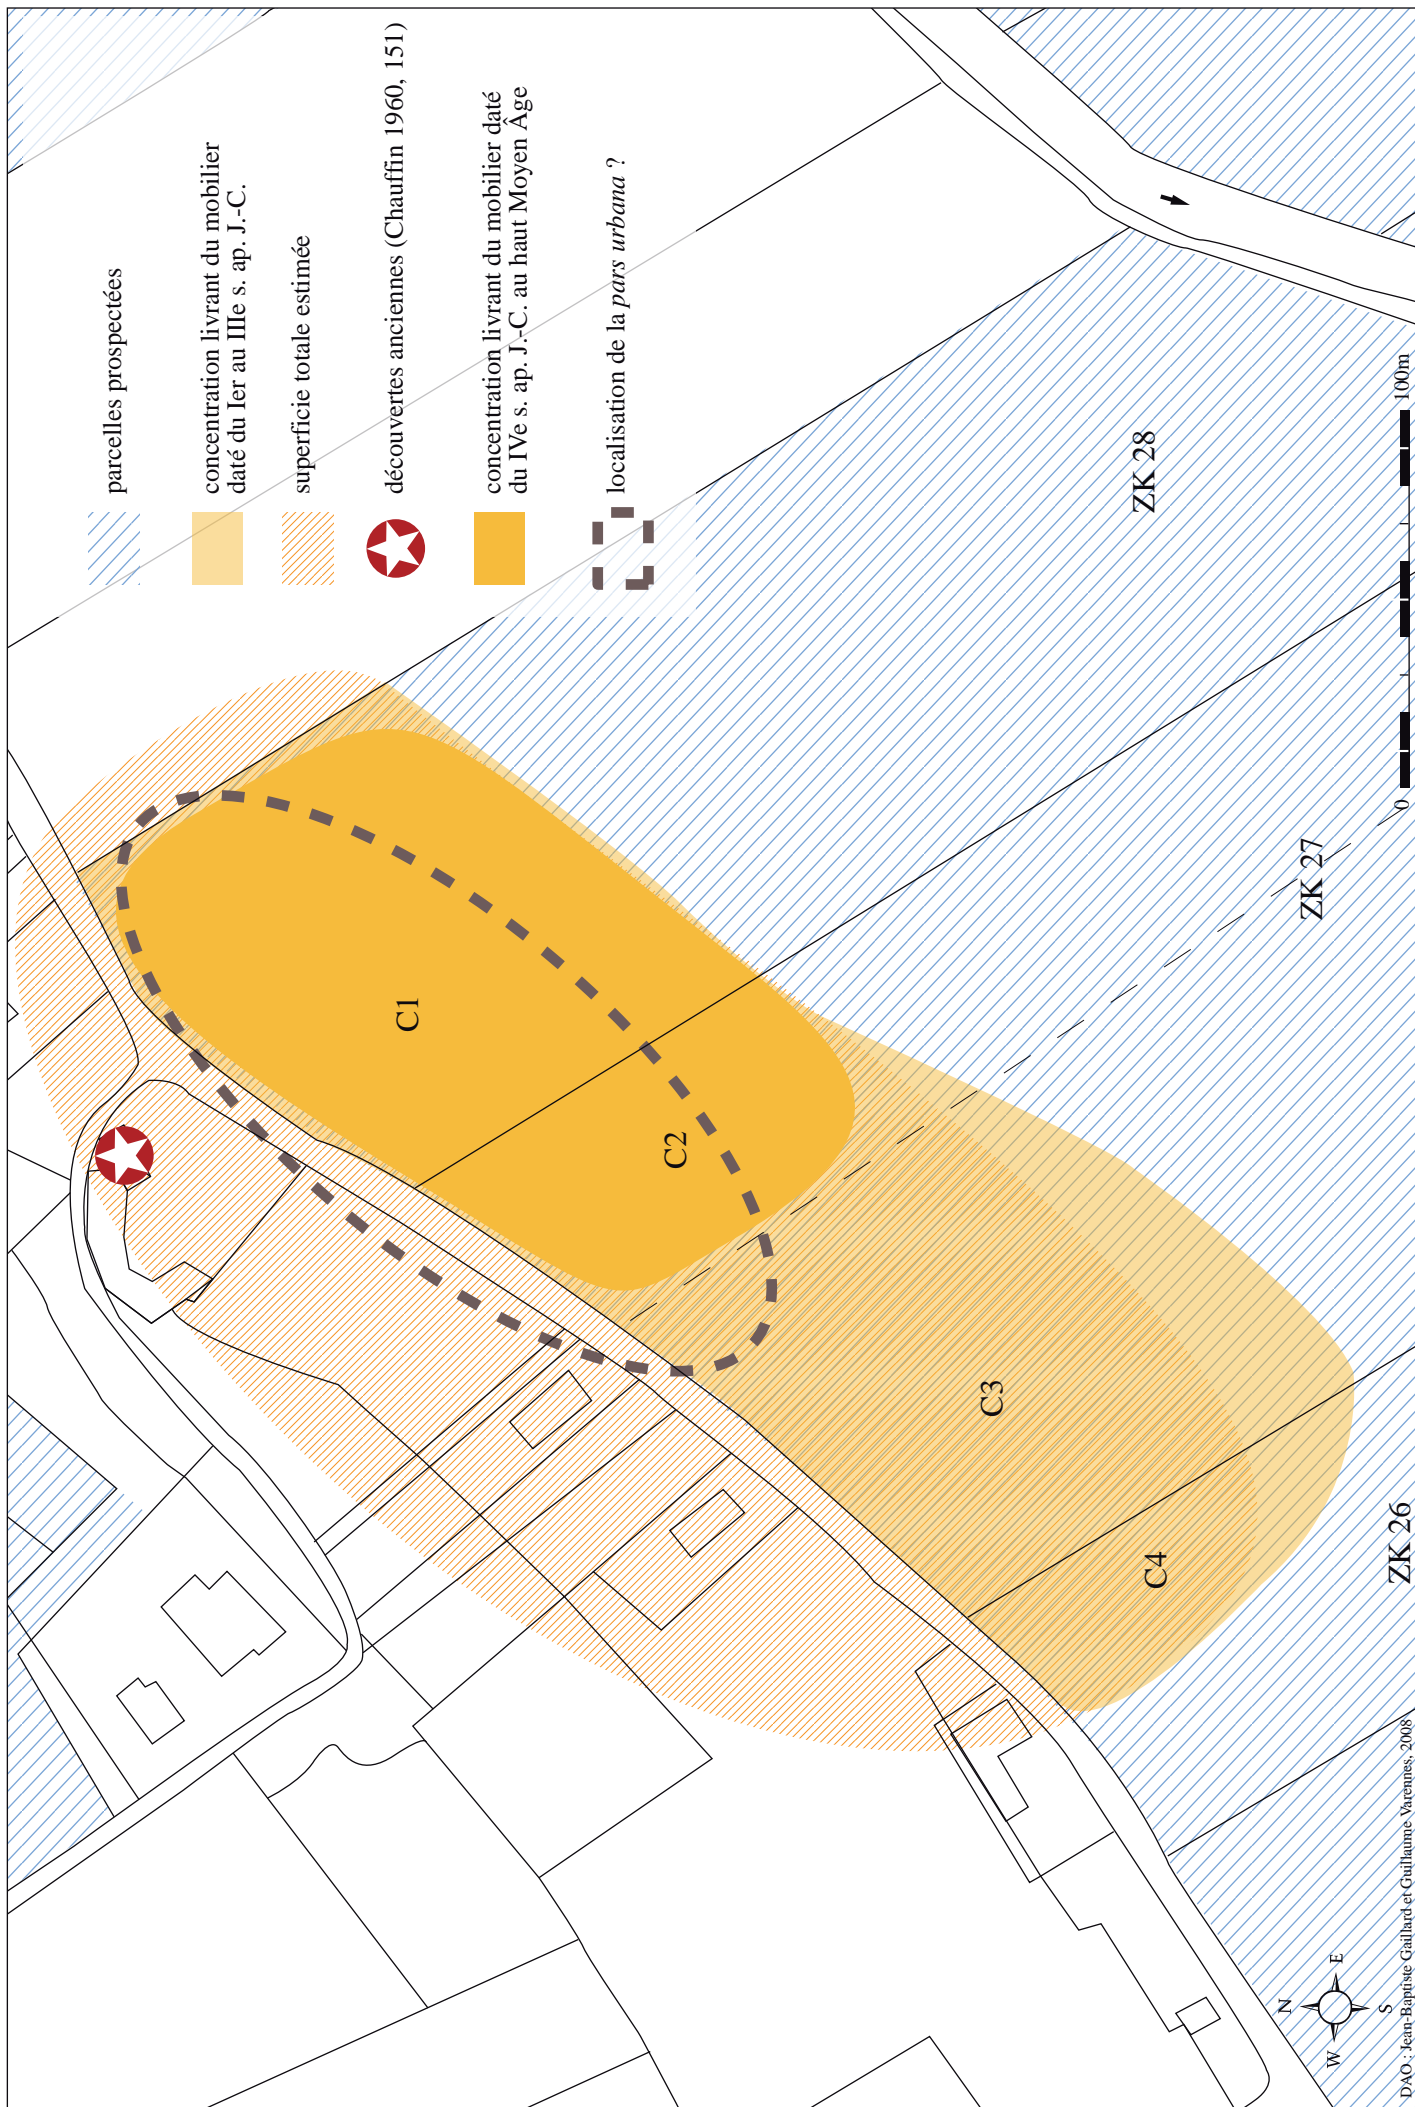 parcelles prospectées
concentration livrant du mobilier
daté du Ier au IIIe s. ap. J.-C.
superficie totale estimée
découvertes anciennes (Chauffin 1960, 151)
concentration livrant du mobilier daté
du IVe s. ap. J.-C. au haut Moyen Âge
localisation de la pars urbana ?
C1
C2
C3
C4
ZK 28
ZK 27
ZK 26
0
100m
N
W
E
S
DAO : Jean-Baptiste Gaillard et Guillaume Varennes, 2008